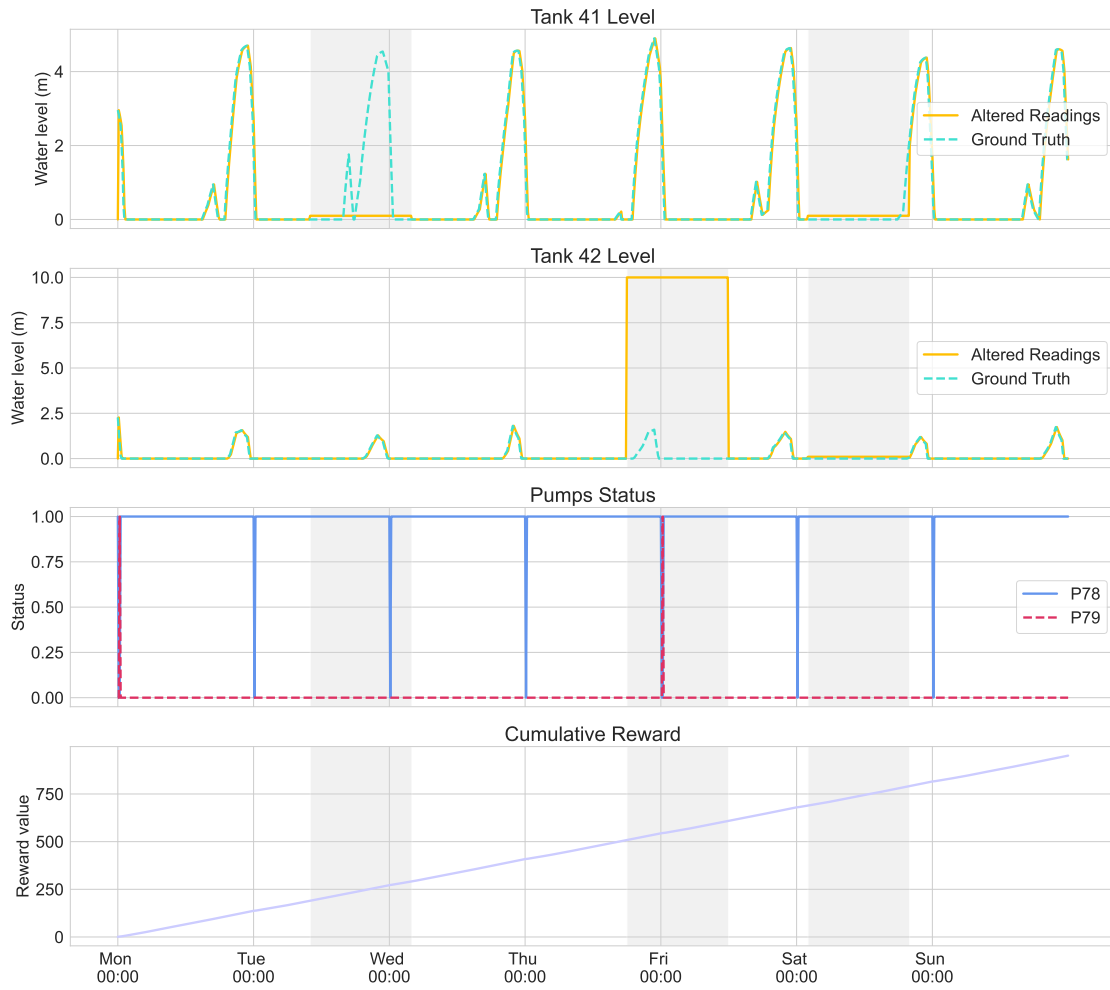 Tank 41 Level
Water level (m)
4
2
0
Altered Readings
Ground Truth
Tank 42 Level
Water level (m)
10.0
7.5
5.0
2.5
0.0
Altered Readings
Ground Truth
Pumps Status
Status
1.00
0.75
0.50
0.25
0.00
P78
P79
Cumulative Reward
Reward value
750
500
250
0
Mon Tue Wed Thu Fri Sat Sun
00:00 00:00 00:00 00:00 00:00 00:00 00:00